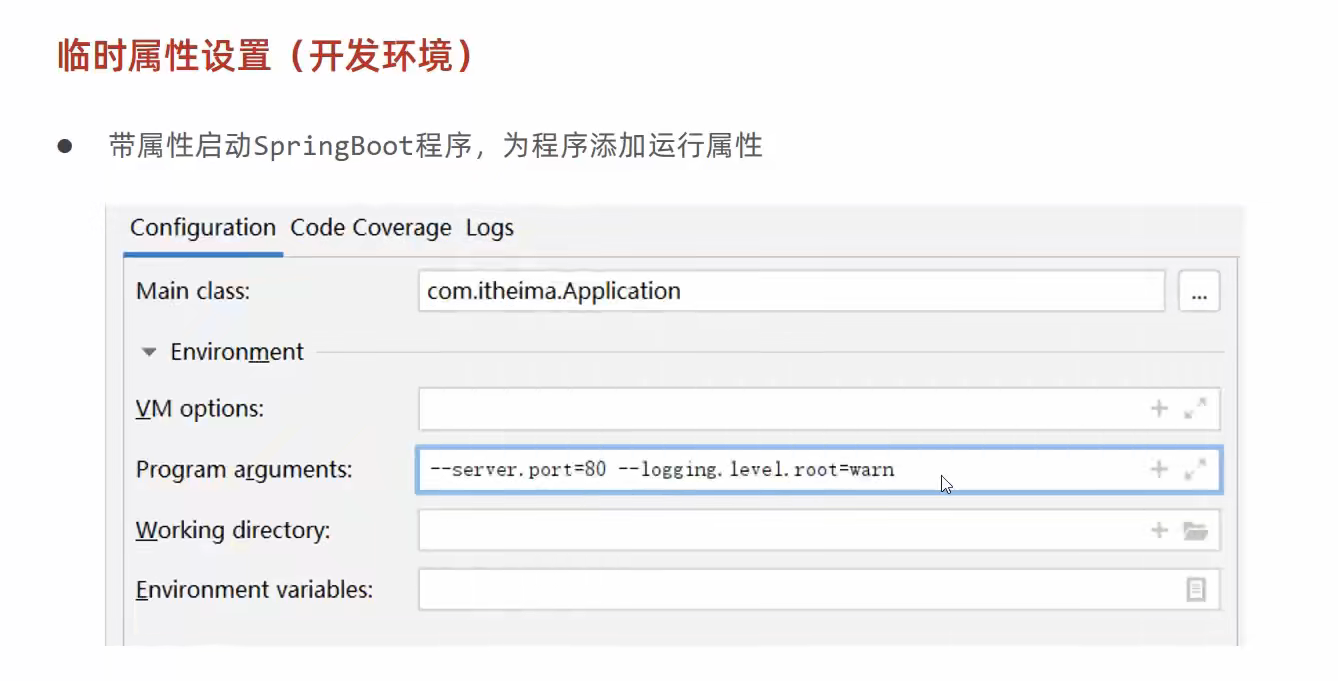 临时属性设置（开发环境）
● 带属性启动SpringBoot程序，为程序添加运行属性
Configuration Code Coverage Logs
Main class: com.itheima.Application ...
Environment
VM options:
Program arguments: --server.port=80 --logging.level.root=warn
Working directory:
Environment variables: